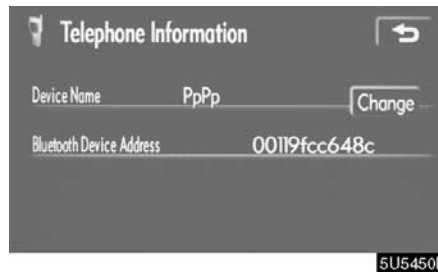 Telephone Information
Device Name PpPp Change
Bluetooth Device Address 00119fcc648c
5U5450